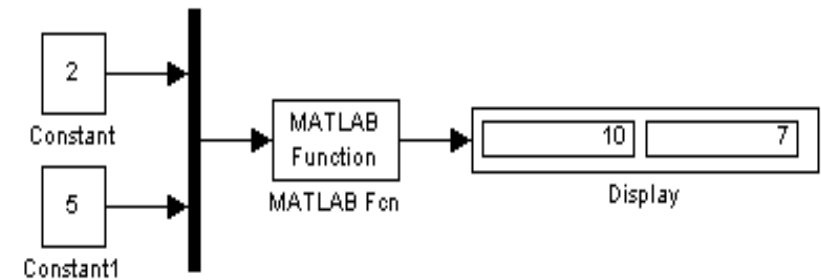 2
Constant
5
Constant1
MATLAB
Function
MATLAB Fcn
10 7
Display